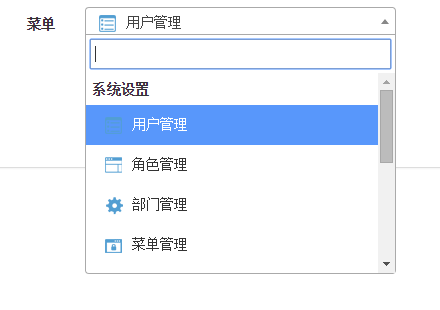 菜单 用户管理
系统设置
用户管理
角色管理
部门管理
菜单管理